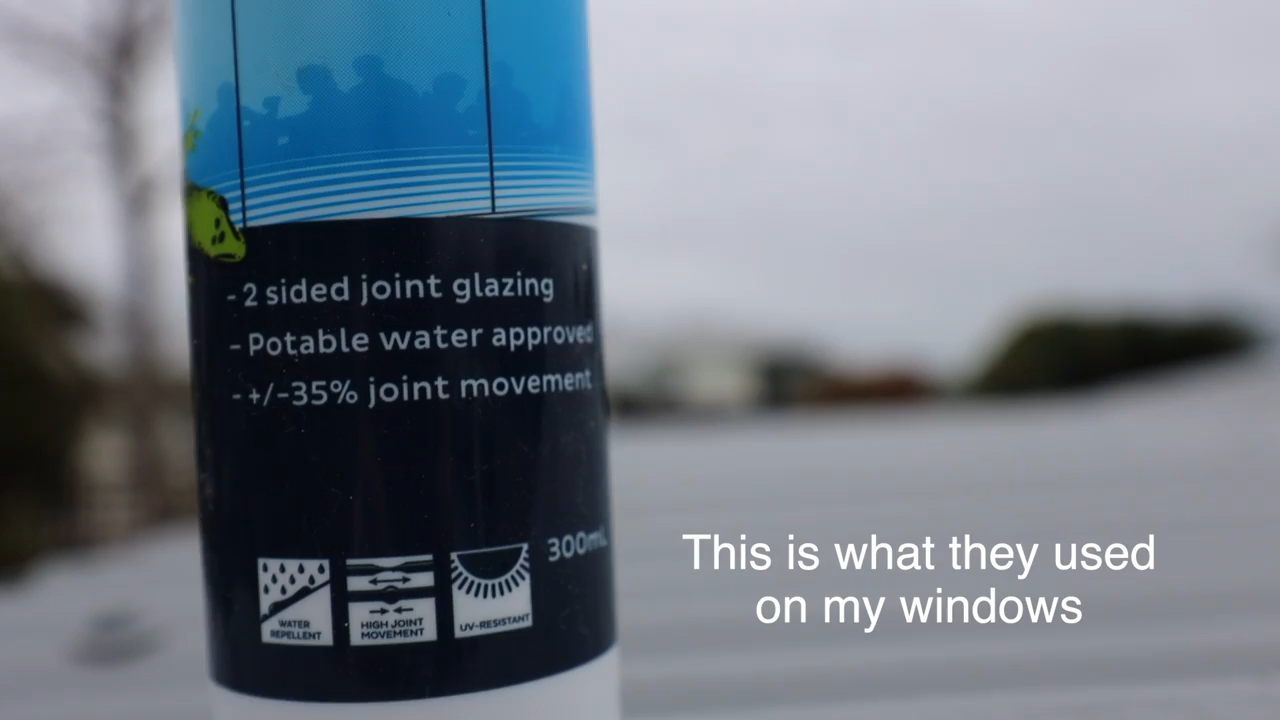 - 2 sided joint glazing
- Potable water approved
- +/-35% joint movement
300mL
WATER
REPELLENT
HIGH JOINT
MOVEMENT
UV-RESISTANT
This is what they used
on my windows